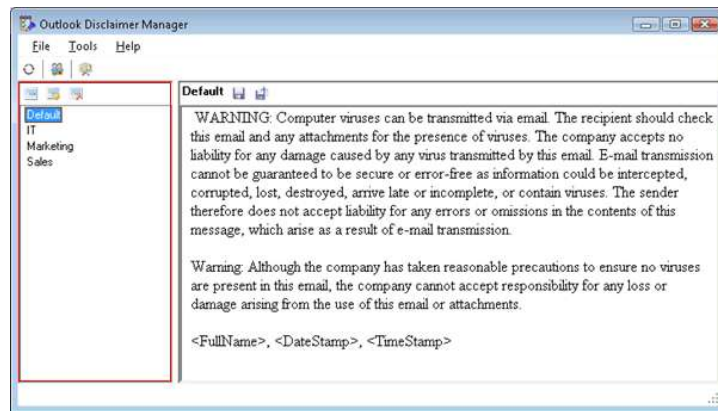 Outlook Disclaimer Manager
File Tools Help
Default
Default
IT
Marketing
Sales
WARNING: Computer viruses can be transmitted via email. The recipient should check
this email and any attachments for the presence of viruses. The company accepts no
liability for any damage caused by any virus transmitted by this email. E-mail transmission
cannot be guaranteed to be secure or error-free as information could be intercepted,
corrupted, lost, destroyed, arrive late or incomplete, or contain viruses. The sender
therefore does not accept liability for any errors or omissions in the contents of this
message, which arise as a result of e-mail transmission.
Warning: Although the company has taken reasonable precautions to ensure no viruses
are present in this email, the company cannot accept responsibility for any loss or
damage arising from the use of this email or attachments.
<FullName>, <DateStamp>, <TimeStamp>